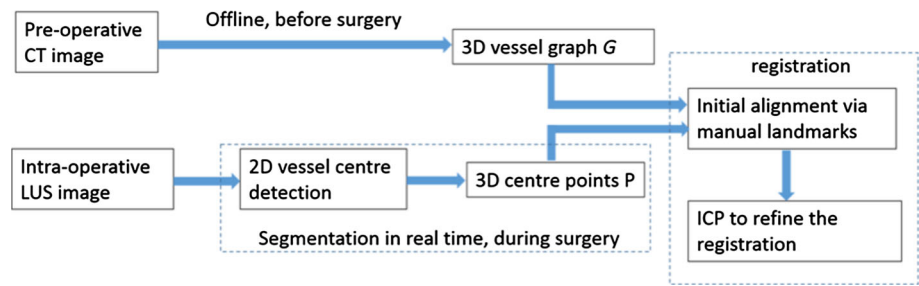 Pre-operative
CT image
Offline, before surgery
3D vessel graph G
registration
Initial alignment via
manual landmarks
Intra-operative
LUS image
2D vessel centre
detection
3D centre points P
Segmentation in real time, during surgery
ICP to refine the
registration